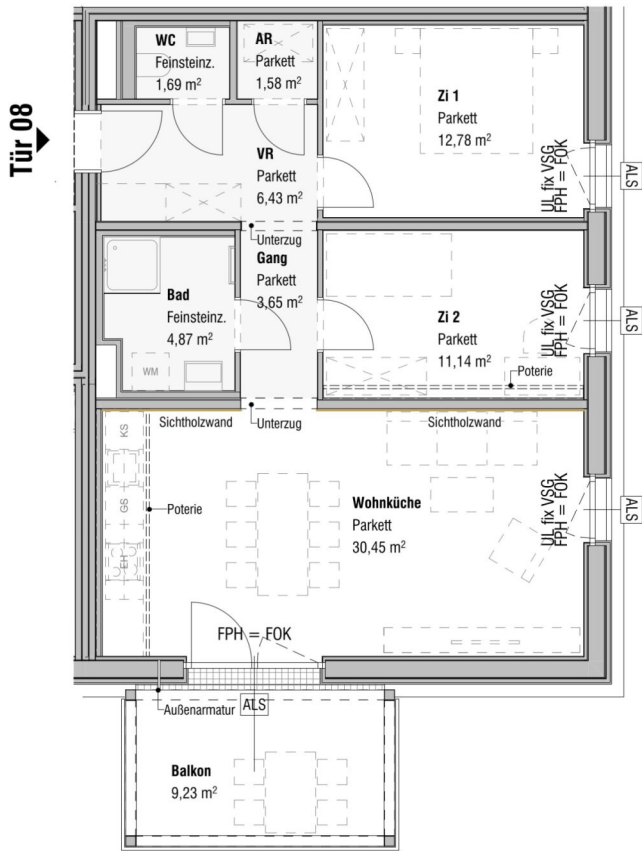 Tür 08
WC
Feinsteinz.
1,69 m²
AR
Parkett
1,58 m²
Zi 1
Parkett
12,78 m²
UL fix VSG
FPH = FOK
ALS
VR
Parkett
6,43 m²
Unterzug
Gang
Parkett
3,65 m²
Bad
Feinsteinz.
4,87 m²
WM
Zi 2
Parkett
11,14 m²
UL fix VSG
FPH = FOK
ALS
Poterie
Sichtholzwand
Unterzug
Sichtholzwand
KS
GS
EH
Poterie
Wohnküche
Parkett
30,45 m²
UL fix VSG
FPH = FOK
ALS
FPH = FOK
Außenarmatur
ALS
Balkon
9,23 m²